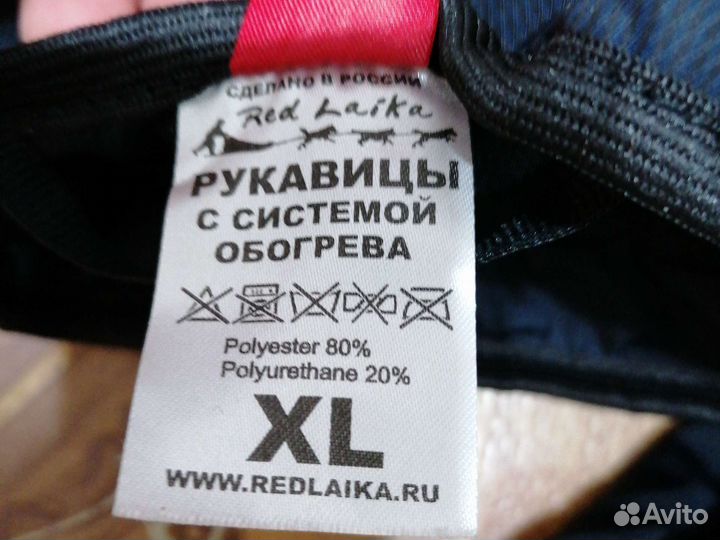 СДЕЛАНО В РОССИИ
Red Laika
РУКАВИЦЫ
С СИСТЕМОЙ
ОБОГРЕВА
Polyester 80%
Polyurethane 20%
XL
WWW.REDLAIKA.RU
Avito